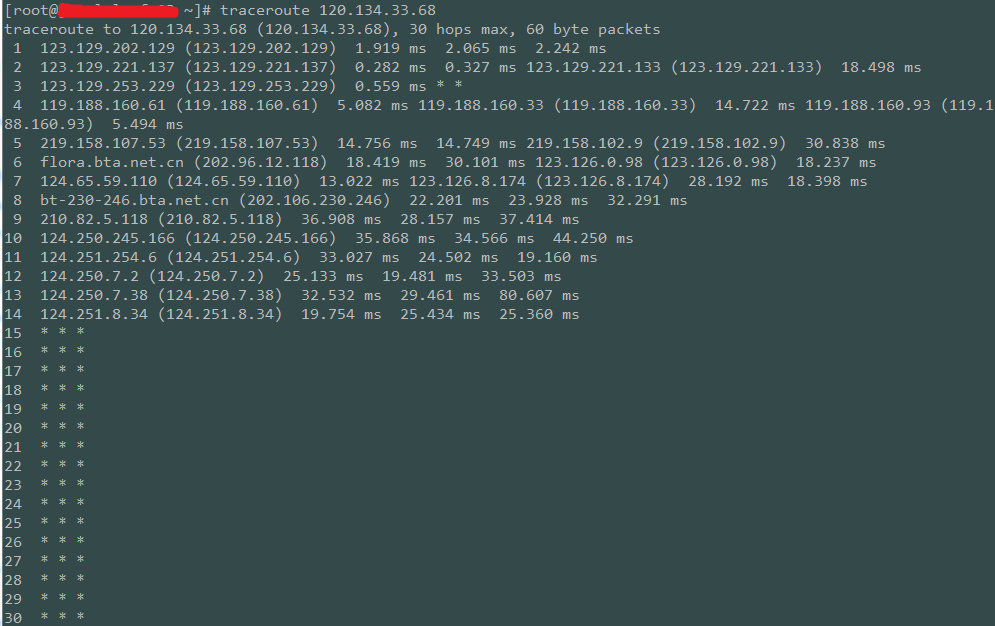 [root@ ~]# traceroute 120.134.33.68
traceroute to 120.134.33.68 (120.134.33.68), 30 hops max, 60 byte packets
1 123.129.202.129 (123.129.202.129) 1.919 ms 2.065 ms 2.242 ms
2 123.129.221.137 (123.129.221.137) 0.282 ms 0.327 ms 123.129.221.133 (123.129.221.133) 18.498 ms
3 123.129.253.229 (123.129.253.229) 0.559 ms * *
4 119.188.160.61 (119.188.160.61) 5.082 ms 119.188.160.33 (119.188.160.33) 14.722 ms 119.188.160.93 (119.1
88.160.93) 5.494 ms
5 219.158.107.53 (219.158.107.53) 14.756 ms 14.749 ms 219.158.102.9 (219.158.102.9) 30.838 ms
6 flora.bta.net.cn (202.96.12.118) 18.419 ms 30.101 ms 123.126.0.98 (123.126.0.98) 18.237 ms
7 124.65.59.110 (124.65.59.110) 13.022 ms 123.126.8.174 (123.126.8.174) 28.192 ms 18.398 ms
8 bt-230-246.bta.net.cn (202.106.230.246) 22.201 ms 23.928 ms 32.291 ms
9 210.82.5.118 (210.82.5.118) 36.908 ms 28.157 ms 37.414 ms
10 124.250.245.166 (124.250.245.166) 35.868 ms 34.566 ms 44.250 ms
11 124.251.254.6 (124.251.254.6) 33.027 ms 24.502 ms 19.160 ms
12 124.250.7.2 (124.250.7.2) 25.133 ms 19.481 ms 33.503 ms
13 124.250.7.38 (124.250.7.38) 32.532 ms 29.461 ms 80.607 ms
14 124.251.8.34 (124.251.8.34) 19.754 ms 25.434 ms 25.360 ms
15 * * *
16 * * *
17 * * *
18 * * *
19 * * *
20 * * *
21 * * *
22 * * *
23 * * *
24 * * *
25 * * *
26 * * *
27 * * *
28 * * *
29 * * *
30 * * *